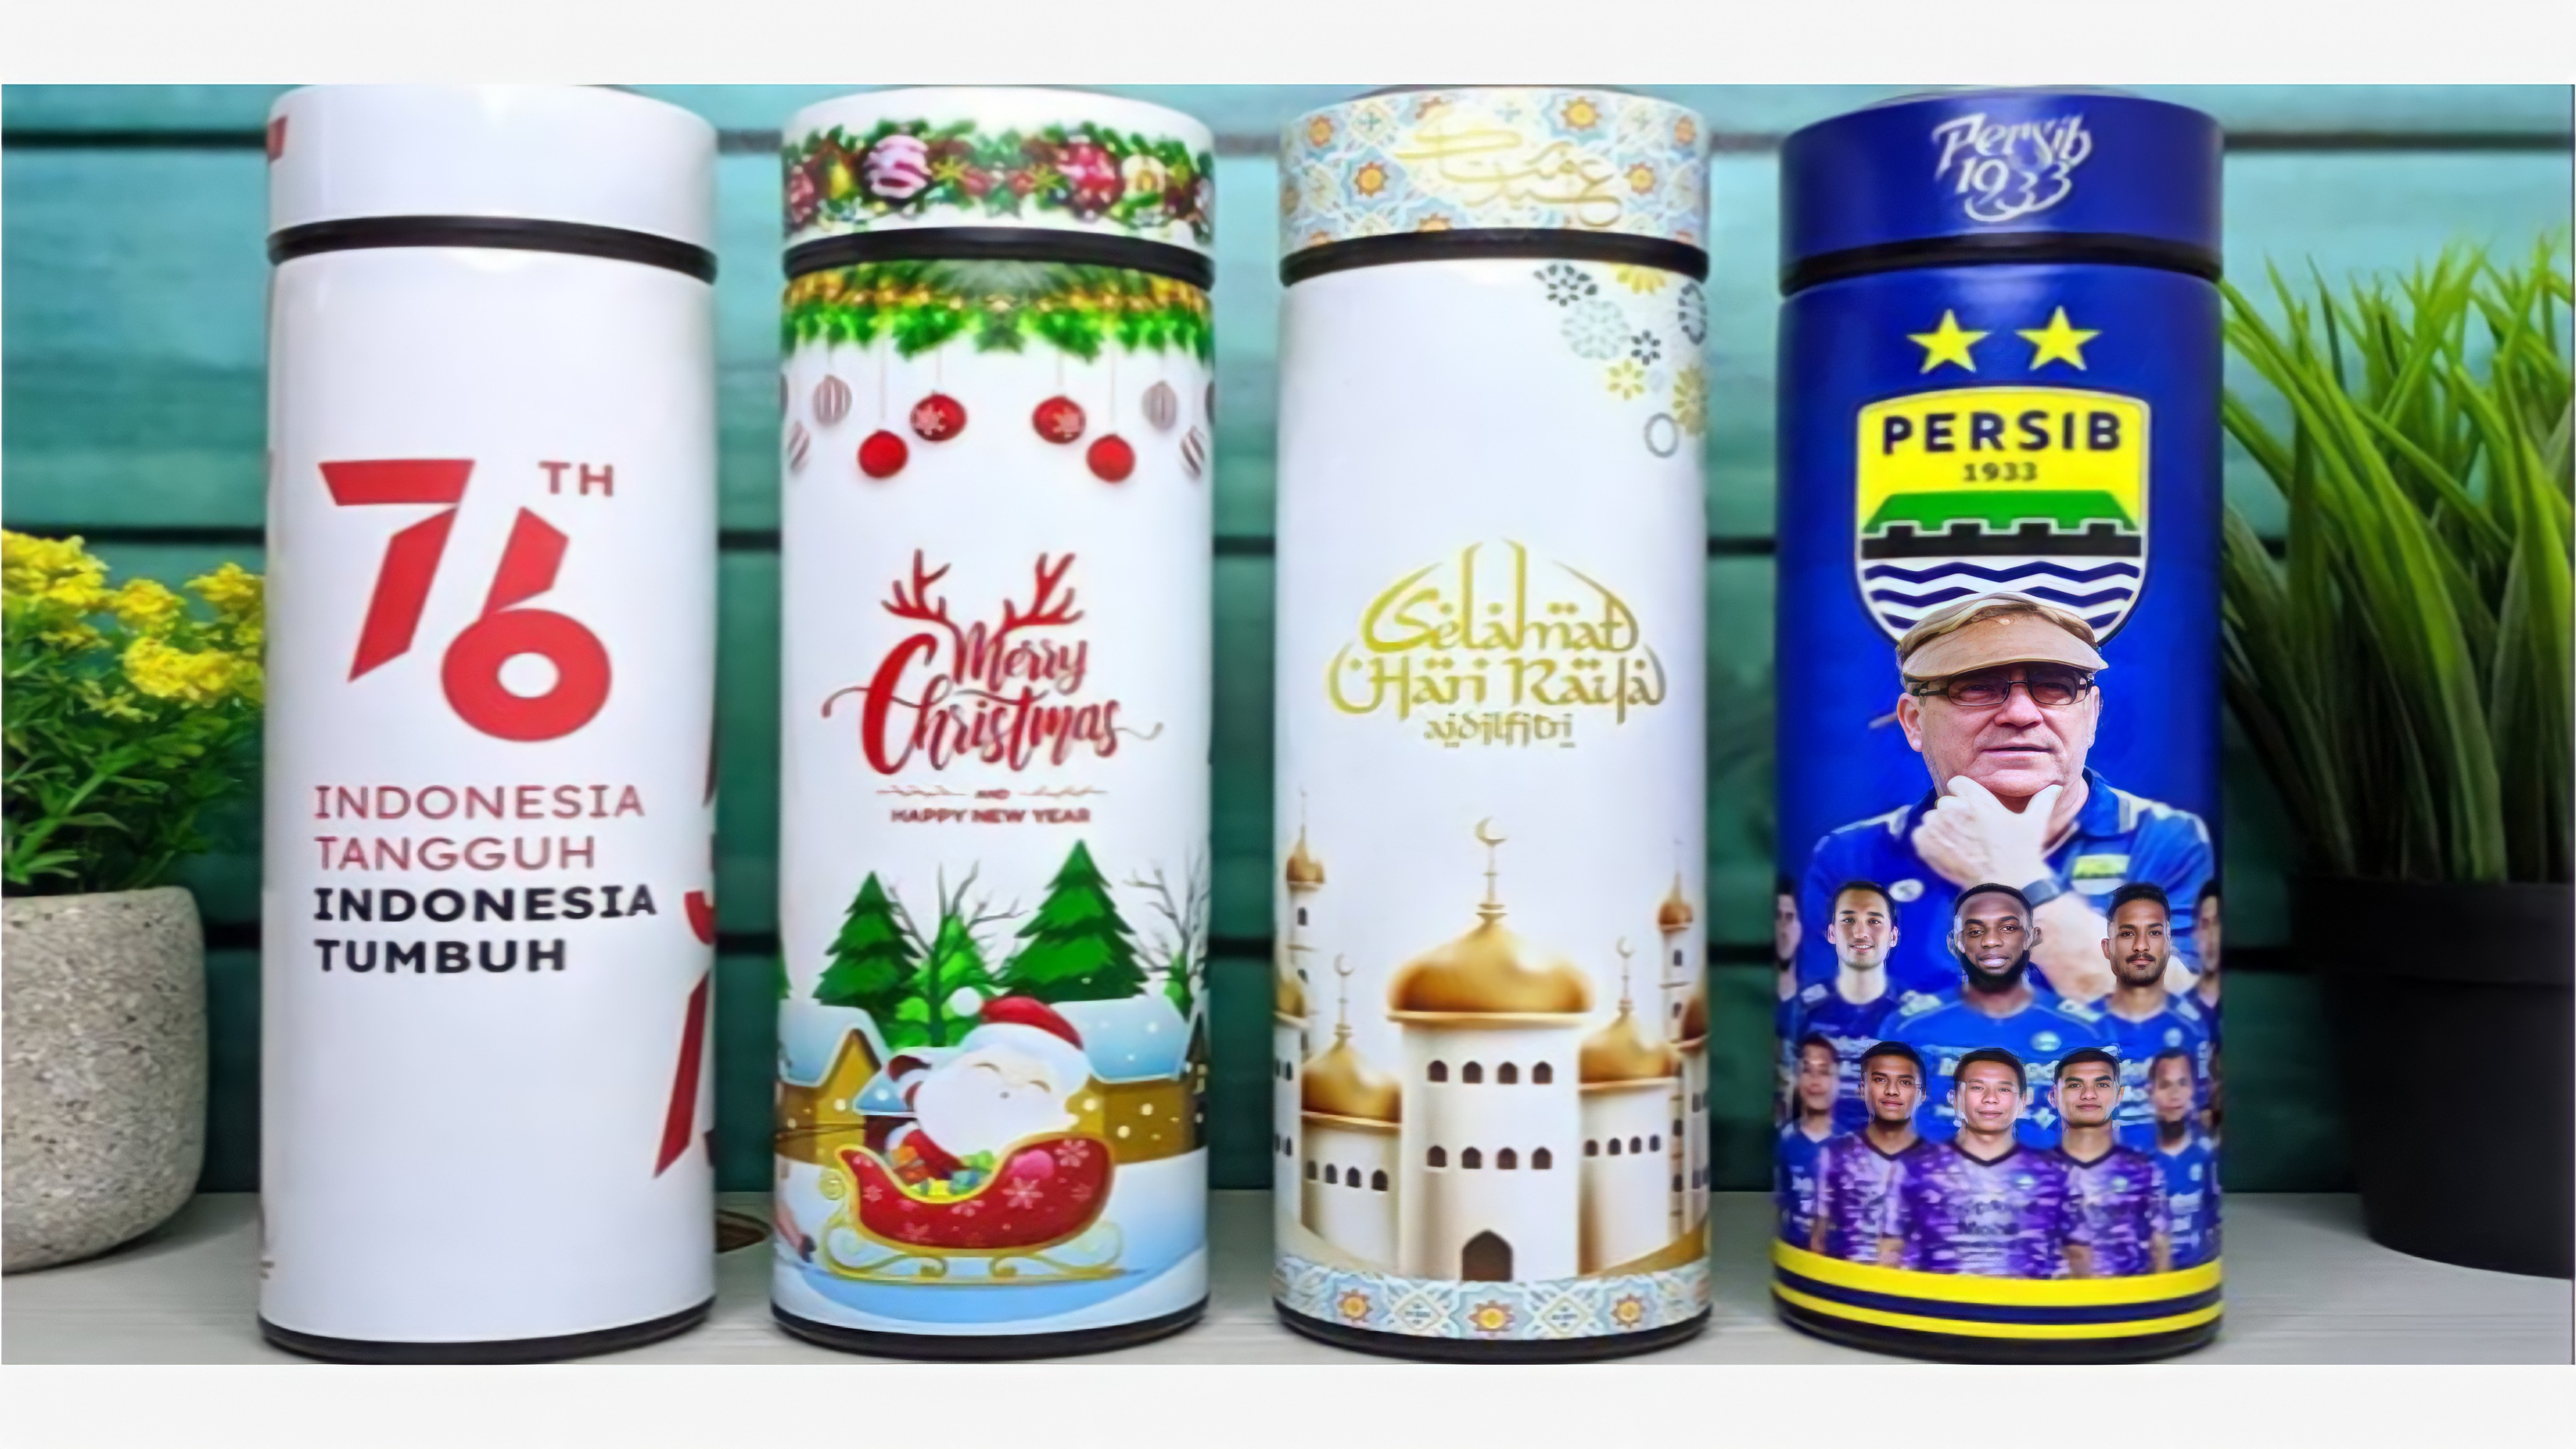 76 TH
INDONESIA
TANGGUH
INDONESIA
TUMBUH
Merry
Christmas
AND
HAPPY NEW YEAR
Selamat
Hari Raya
aidilfitri
Persib
1933
PERSIB
1933